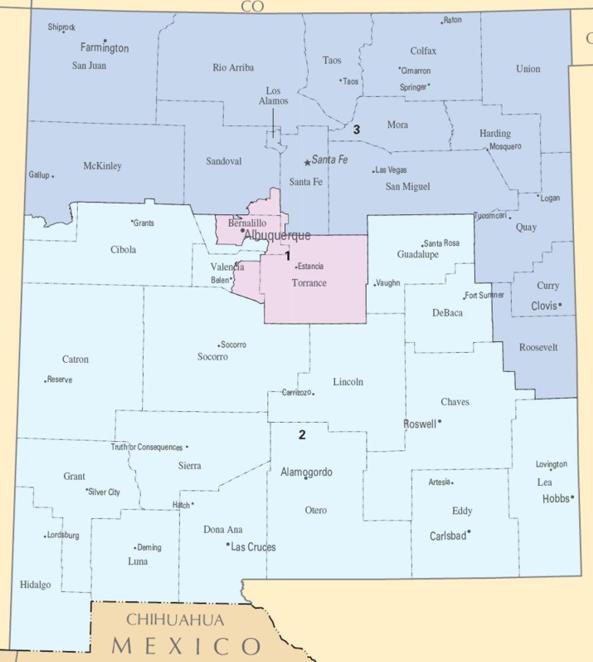 CO
Raton
Shiprock
Farmington
San Juan
Rio Arriba
Taos
Taos
Colfax
Cimarron
Springer
Union
Los
Alamos
3
Mora
Harding
Mosquero
McKinley
Gallup
Sandoval
Santa Fe
Santa Fe
Las Vegas
San Miguel
Logan
Tucumcari
Quay
Grants
Cibola
Bernalillo
Albuquerque
1
Valencia
Belen
Estancia
Torrance
Santa Rosa
Guadalupe
Vaughn
Fort Sumner
DeBaca
Curry
Clovis
Roosevelt
Catron
Reserve
Socorro
Socorro
Lincoln
Carrizozo
Chaves
Roswell
2
Truth or Consequences
Sierra
Alamogordo
Otero
Grant
Silver City
Hatch
Dona Ana
Las Cruces
Artesia
Eddy
Carlsbad
Lovington
Lea
Hobbs
Lordsburg
Deming
Luna
Hidalgo
CHIHUAHUA
MEXICO